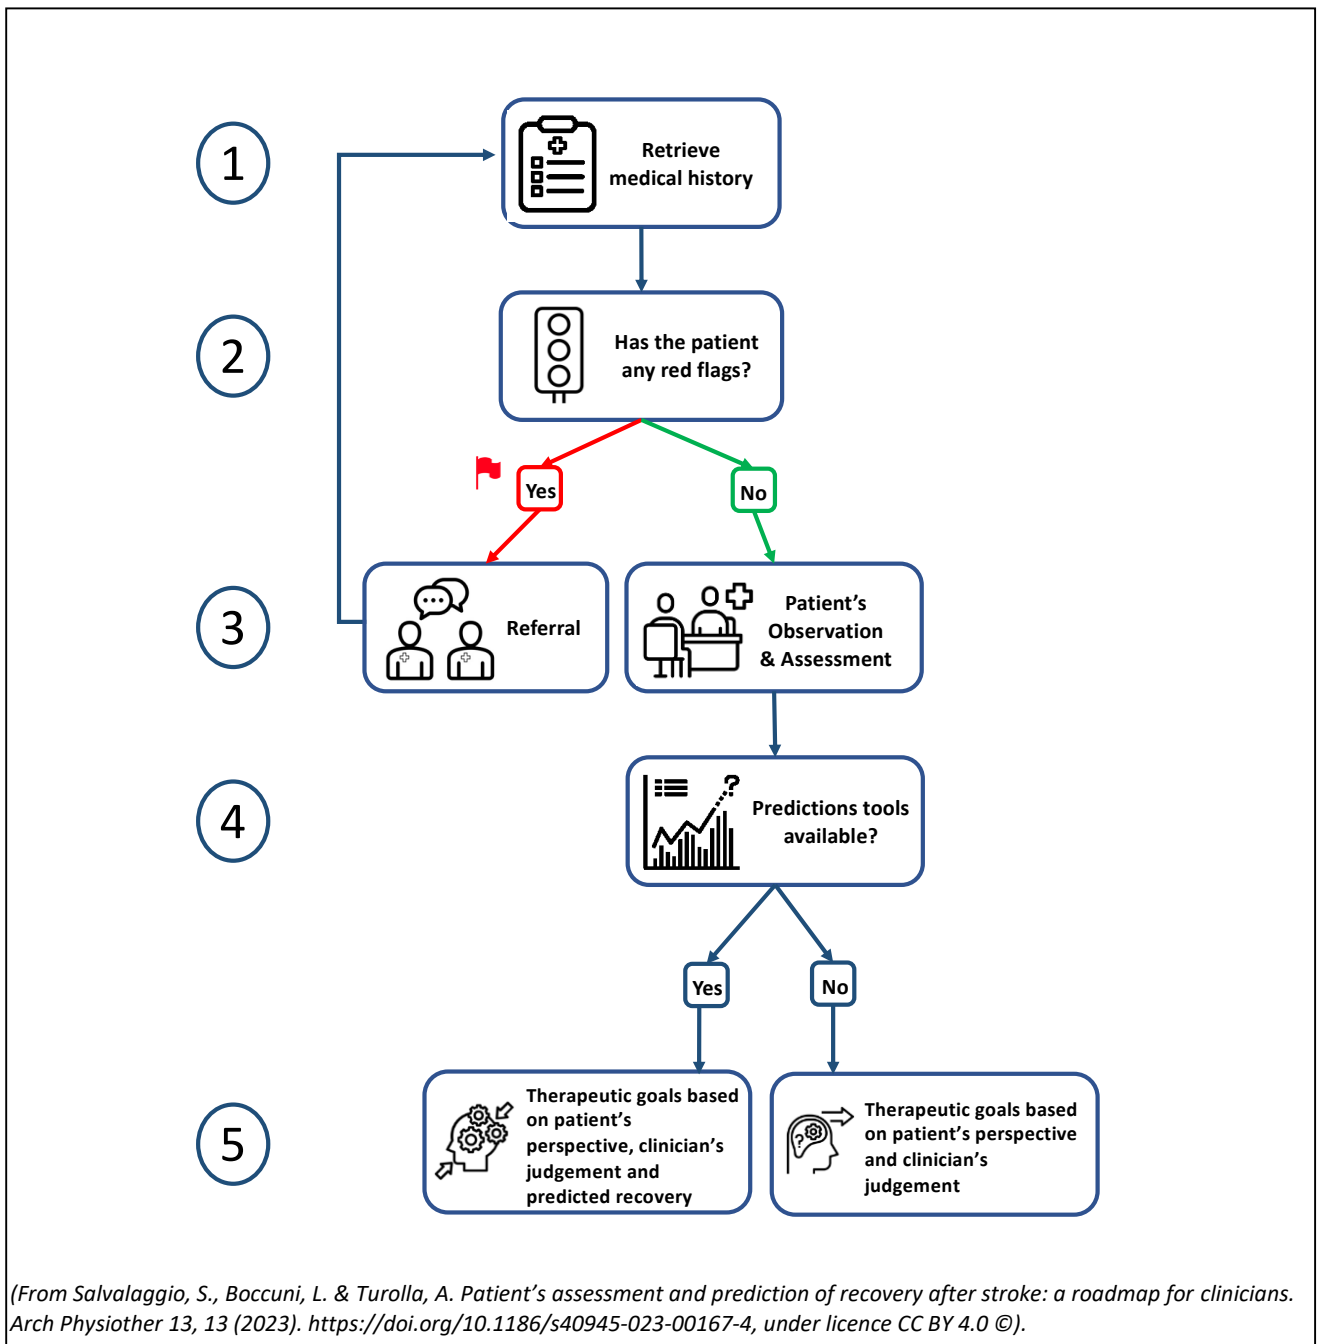 1
Retrieve
medical history
2
Has the patient
any red flags?
Yes
No
3
Referral
Patient’s
Observation
& Assessment
4
?
Predictions tools
available?
Yes
No
5
Therapeutic goals based
on patient’s
perspective, clinician’s
judgement and
predicted recovery
?
Therapeutic goals based
on patient’s perspective
and clinician’s
judgement
(From Salvalaggio, S., Boccuni, L. & Turolla, A. Patient’s assessment and prediction of recovery after stroke: a roadmap for clinicians.
Arch Physiother 13, 13 (2023). https://doi.org/10.1186/s40945-023-00167-4, under licence CC BY 4.0 ©).